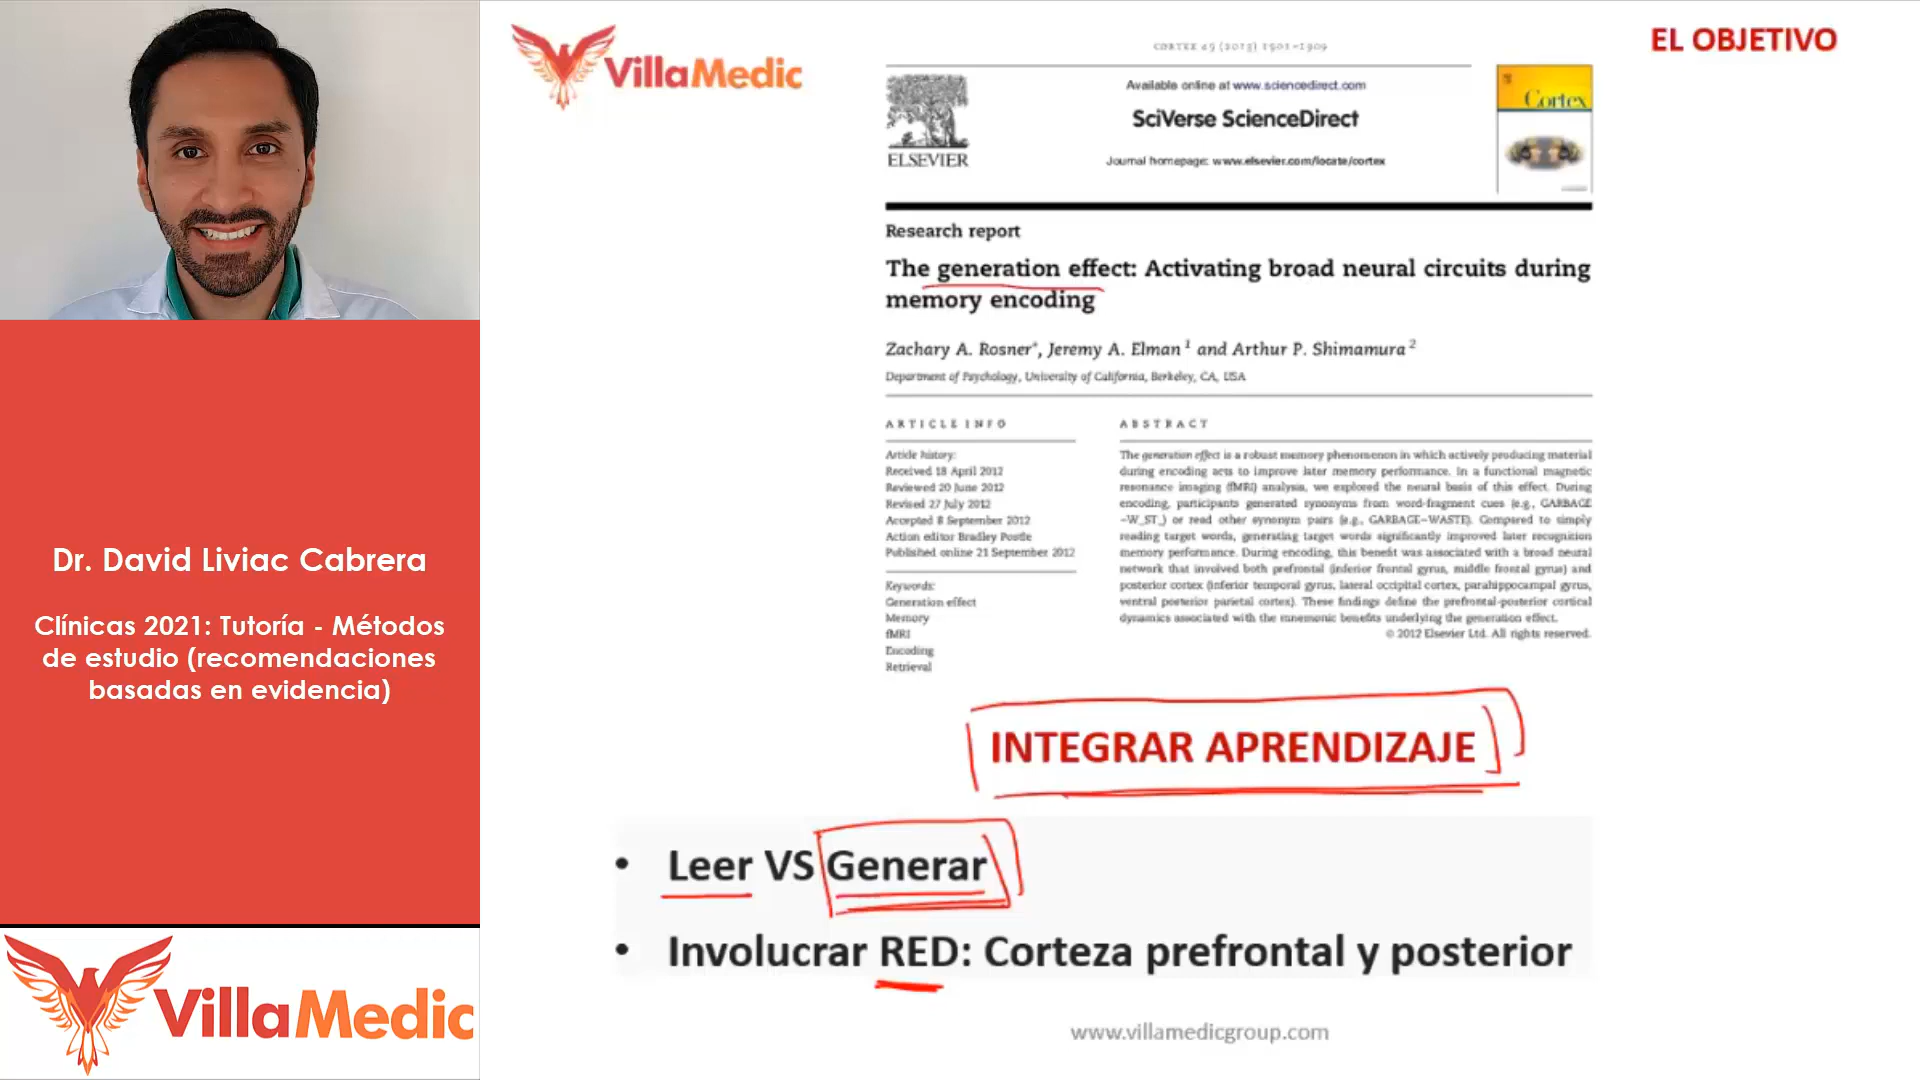 Dr. David Liviac Cabrera
Clínicas 2021: Tutoría - Métodos
de estudio (recomendaciones
basadas en evidencia)
VillaMedic
VillaMedic
EL OBJETIVO
CORTEX 49 (2013) 1901–1909
Available online at www.sciencedirect.com
SciVerse ScienceDirect
Journal homepage: www.elsevier.com/locate/cortex
ELSEVIER
Cortex
Research report
The generation effect: Activating broad neural circuits during
memory encoding
Zachary A. Rosner*, Jeremy A. Elman 1 and Arthur P. Shimamura 2
Department of Psychology, University of California, Berkeley, CA, USA
ARTICLE INFO
Article history:
Received 18 April 2012
Reviewed 20 June 2012
Revised 27 July 2012
Accepted 8 September 2012
Action editor Bradley Postle
Published online 21 September 2012
Keywords:
Generation effect
Memory
fMRI
Encoding
Retrieval
ABSTRACT
The generation effect is a robust memory phenomenon in which actively producing material
during encoding acts to improve later memory performance. In a functional magnetic
resonance imaging (fMRI) analysis, we explored the neural basis of this effect. During
encoding, participants generated synonyms from word-fragment cues (e.g., GARBAGE
–W_ST_) or read other synonym pairs (e.g., GARBAGE–WASTE). Compared to simply
reading target words, generating target words significantly improved later recognition
memory performance. During encoding, this benefit was associated with a broad neural
network that involved both prefrontal (inferior frontal gyrus, middle frontal gyrus) and
posterior cortex (inferior temporal gyrus, lateral occipital cortex, parahippocampal gyrus,
ventral posterior parietal cortex). These findings define the prefrontal-posterior cortical
dynamics associated with the mnemonic benefits underlying the generation effect.
© 2012 Elsevier Ltd. All rights reserved.
INTEGRAR APRENDIZAJE
• Leer VS Generar
• Involucrar RED: Corteza prefrontal y posterior
www.villamedicgroup.com